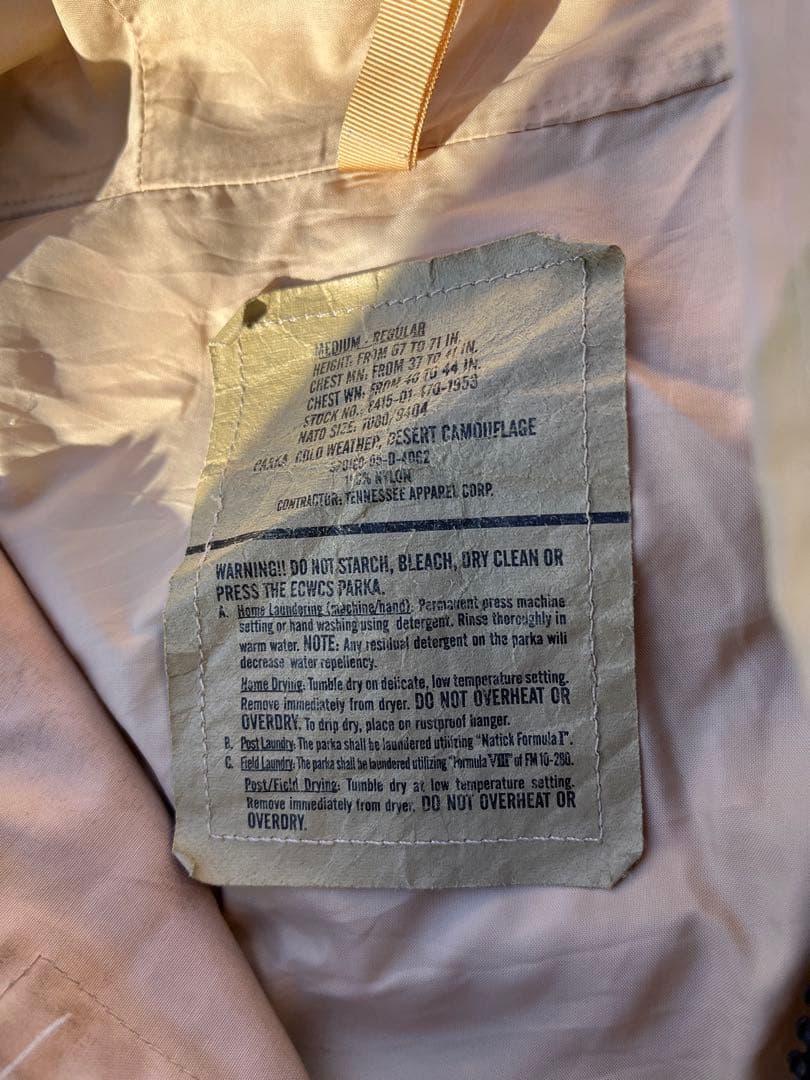 MEDIUM - REGULAR
HEIGHT: FROM 67 TO 71 IN.
CHEST MN: FROM 37 TO 41 IN.
CHEST WN: FROM 40 TO 44 IN.
STOCK NO.: 8415-01-470-1953
NATO SIZE: 7080/9404
PARKA, COLD WEATHER, DESERT CAMOUFLAGE
100% NYLON
CONTRACTOR: TENNESSEE APPAREL CORP.
WARNING!! DO NOT STARCH, BLEACH, DRY CLEAN OR
PRESS THE ECWCS PARKA.
A. Home Laundering (machine/hand): Permanent press machine
setting or hand washing using detergent. Rinse thoroughly in
warm water. NOTE: Any residual detergent on the parka will
decrease water repellency.
Home Drying: Tumble dry on delicate, low temperature setting.
Remove immediately from dryer. DO NOT OVERHEAT OR
OVERDRY. To drip dry, place on rustproof hanger.
B. Post Laundry: The parka shall be laundered utilizing "Natick Formula I".
C. Field Laundry: The parka shall be laundered utilizing "Formula VIII" of FM 10-280.
Post/Field Drying: Tumble dry at low temperature setting.
Remove immediately from dryer. DO NOT OVERHEAT OR
OVERDRY.